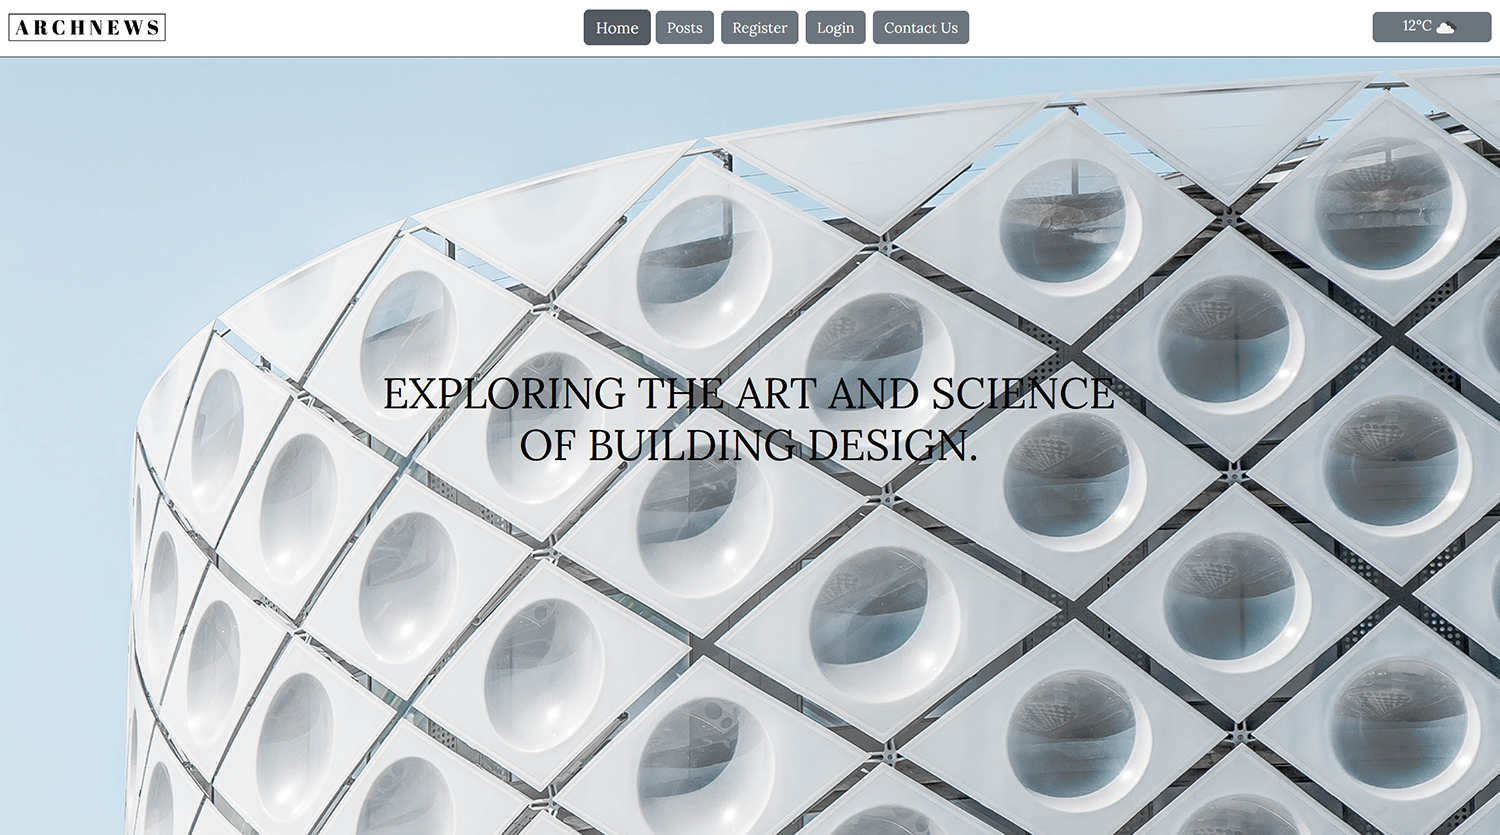 ARCHNEWS
Home Posts Register Login Contact Us
12°C
EXPLORING THE ART AND SCIENCE
OF BUILDING DESIGN.